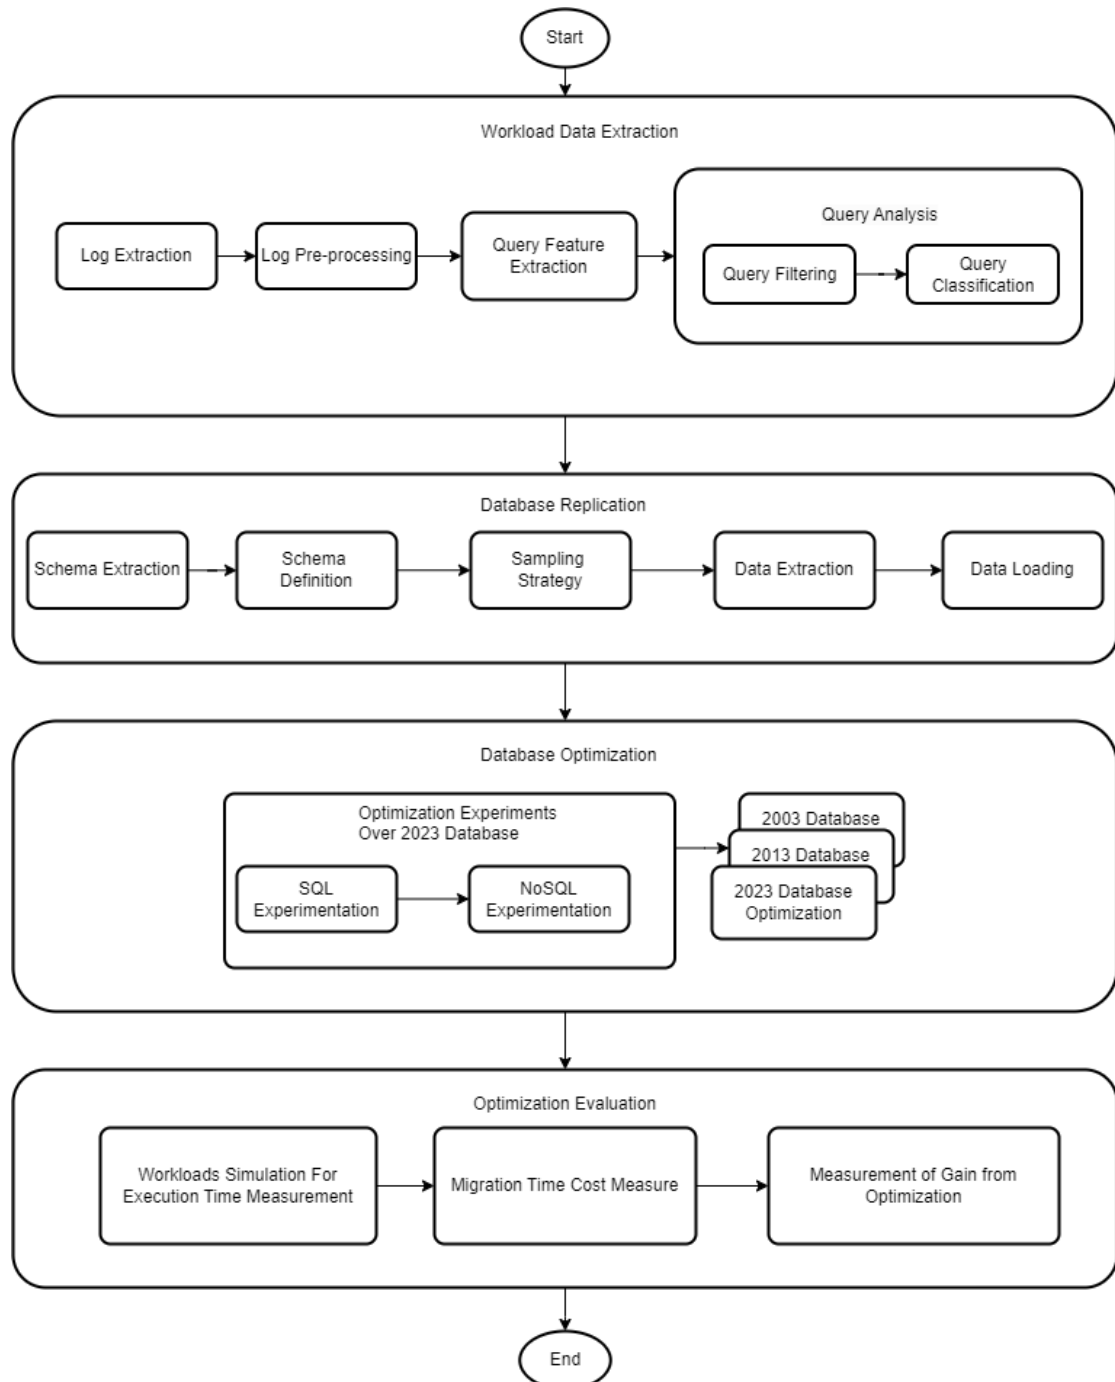 Start
Workload Data Extraction
Query Analysis
Log Extraction
Log Pre-processing
Query Feature
Extraction
Query Filtering
Query
Classification
Database Replication
Schema Extraction
Schema
Definition
Sampling
Strategy
Data Extraction
Data Loading
Database Optimization
Optimization Experiments
Over 2023 Database
SQL
Experimentation
NoSQL
Experimentation
2003 Database
2013 Database
2023 Database
Optimization
Optimization Evaluation
Workloads Simulation For
Execution Time Measurement
Migration Time Cost Measure
Measurement of Gain from
Optimization
End